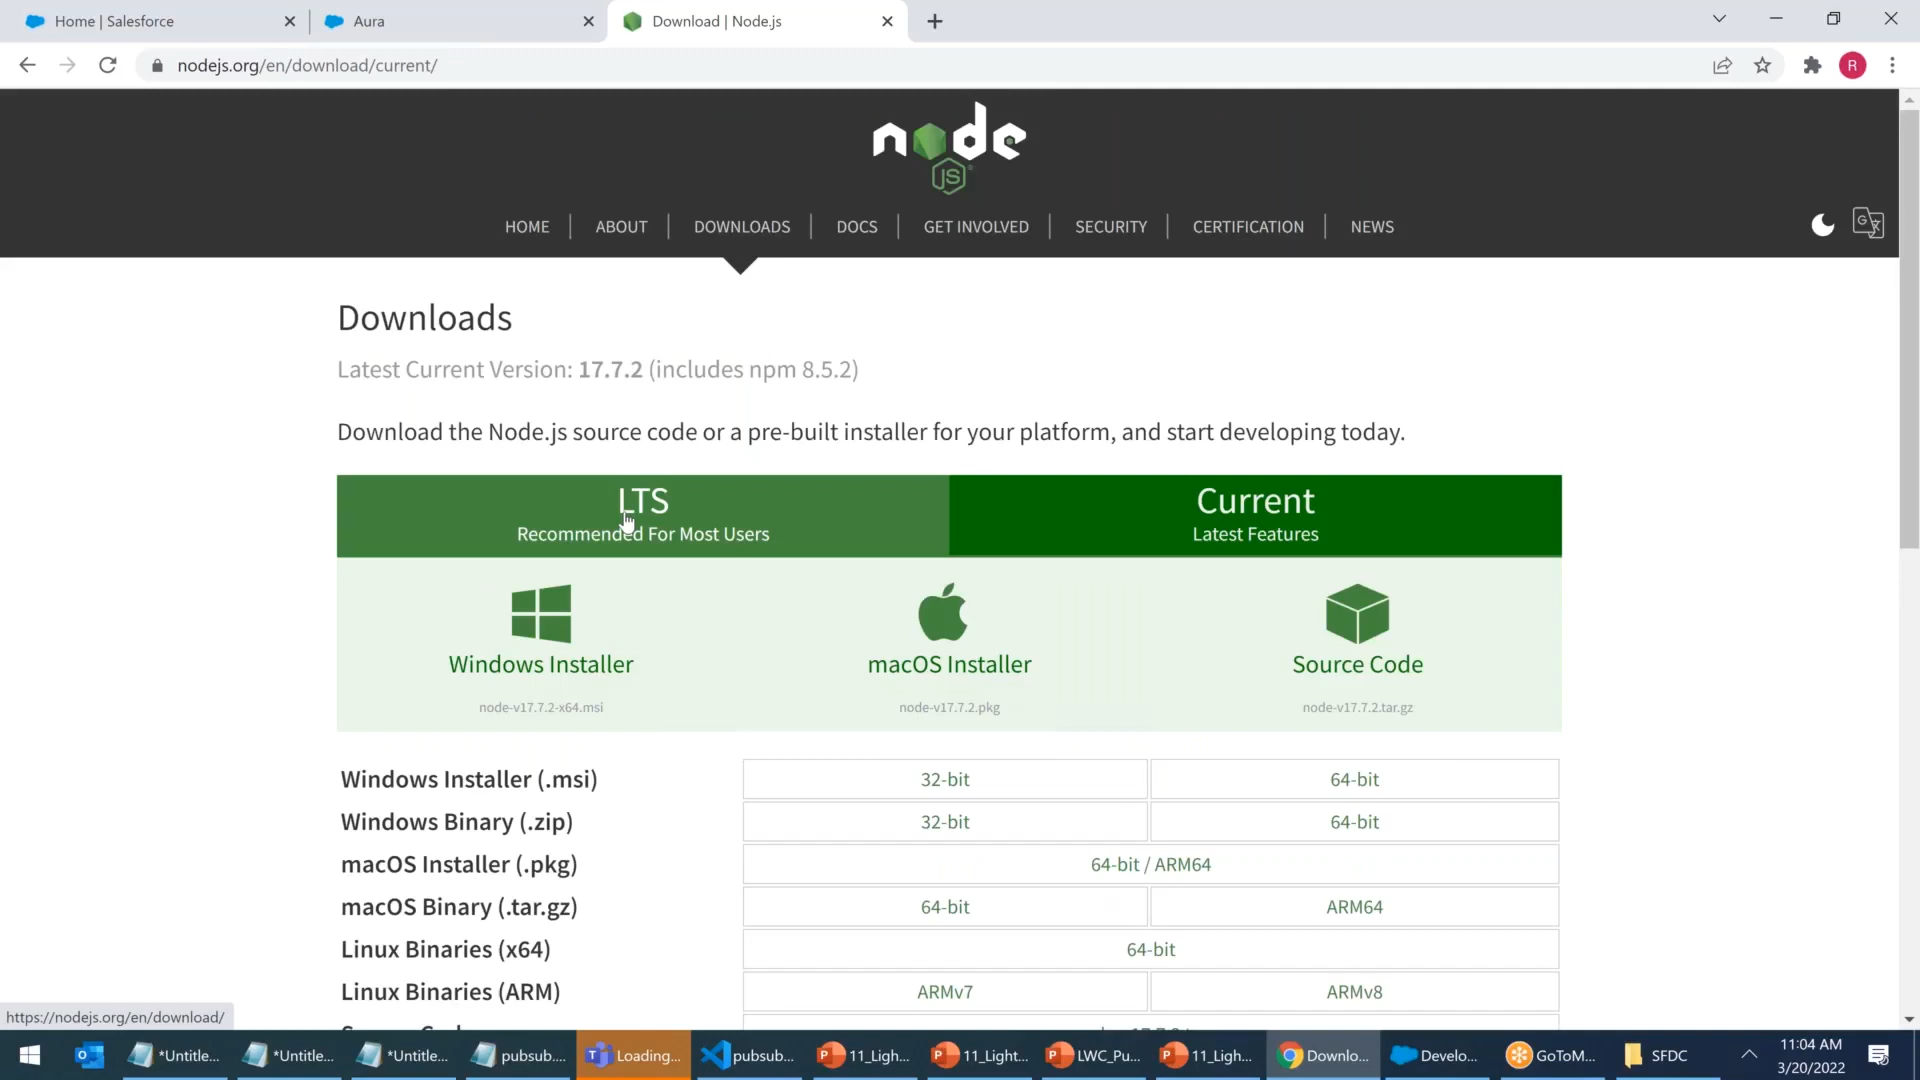 Home | Salesforce
Aura
Download | Node.js
nodejs.org/en/download/current/
R
node
JS
HOME
ABOUT
DOWNLOADS
DOCS
GET INVOLVED
SECURITY
CERTIFICATION
NEWS
Downloads
Latest Current Version: 17.7.2 (includes npm 8.5.2)
Download the Node.js source code or a pre-built installer for your platform, and start developing today.
LTS
Recommended For Most Users
Current
Latest Features
Windows Installer
node-v17.7.2-x64.msi
macOS Installer
node-v17.7.2.pkg
Source Code
node-v17.7.2.tar.gz
Windows Installer (.msi) 32-bit 64-bit
Windows Binary (.zip) 32-bit 64-bit
macOS Installer (.pkg) 64-bit / ARM64
macOS Binary (.tar.gz) 64-bit ARM64
Linux Binaries (x64) 64-bit
Linux Binaries (ARM) ARMv7 ARMv8
https://nodejs.org/en/download/
*Untitle...
*Untitle...
*Untitle...
pubsub....
Loading...
pubsub...
11_Ligh...
11_Light...
LWC_Pu...
11_Ligh...
Downlo...
Develo...
GoToM...
SFDC
11:04 AM
3/20/2022